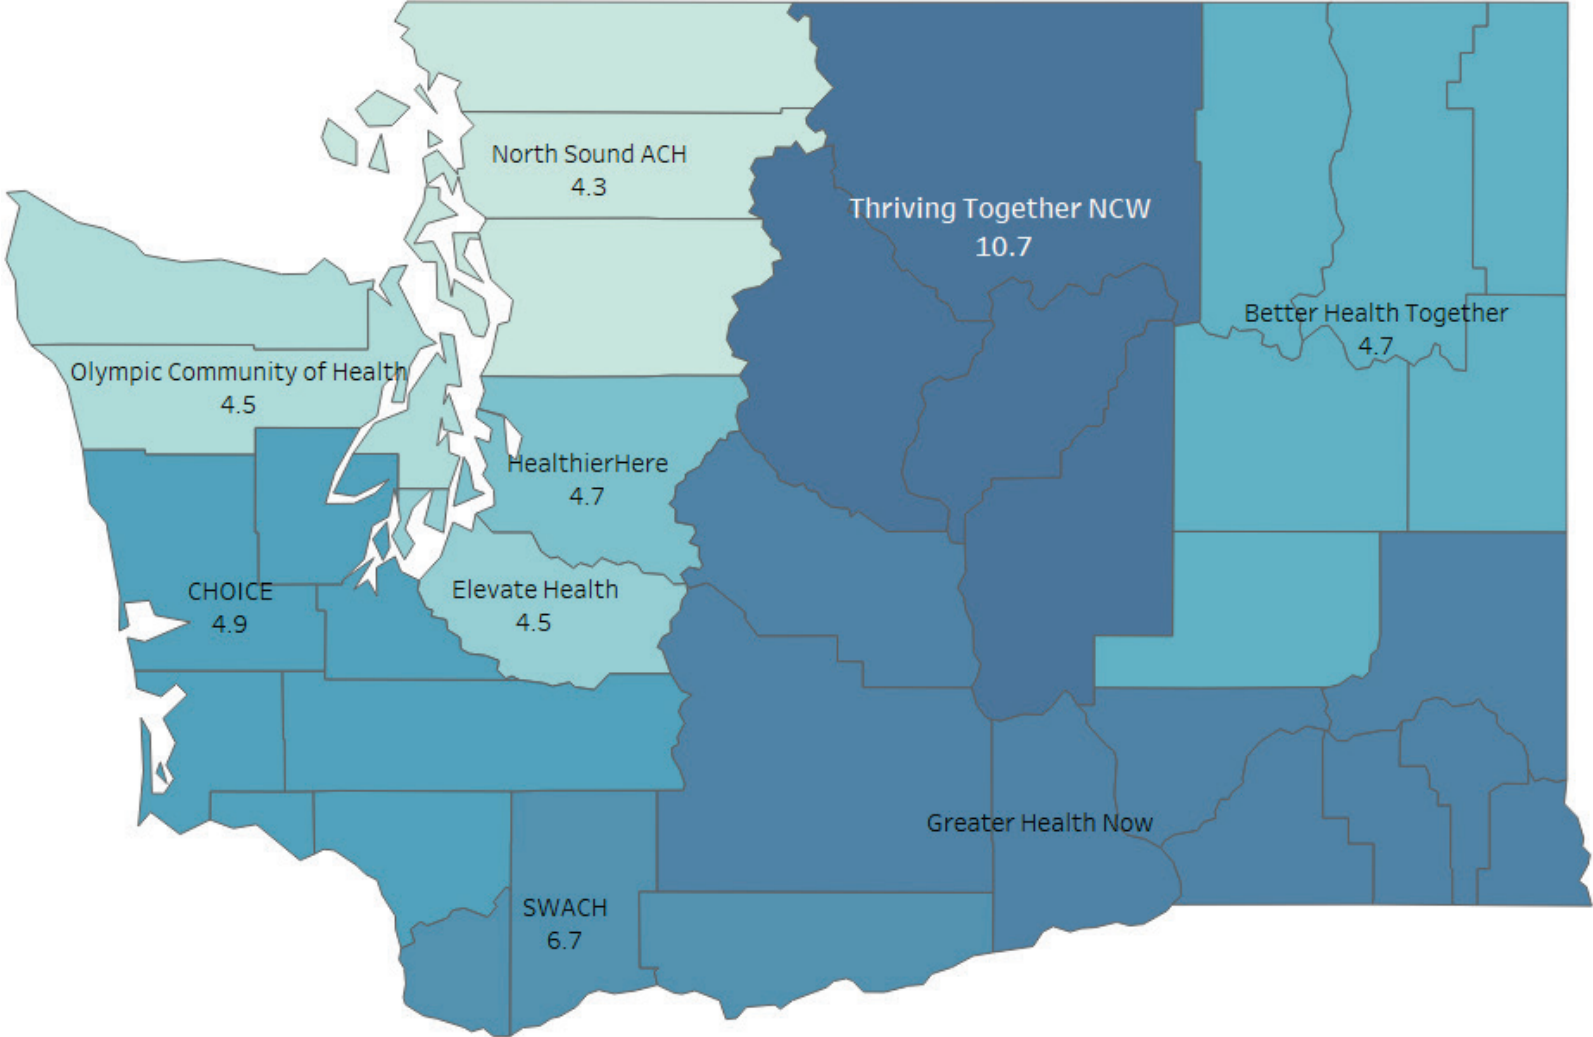 North Sound ACH
4.3
Thriving Together NCW
10.7
Better Health Together
4.7
Olympic Community of Health
4.5
HealthierHere
4.7
CHOICE
4.9
Elevate Health
4.5
Greater Health Now
SWACH
6.7